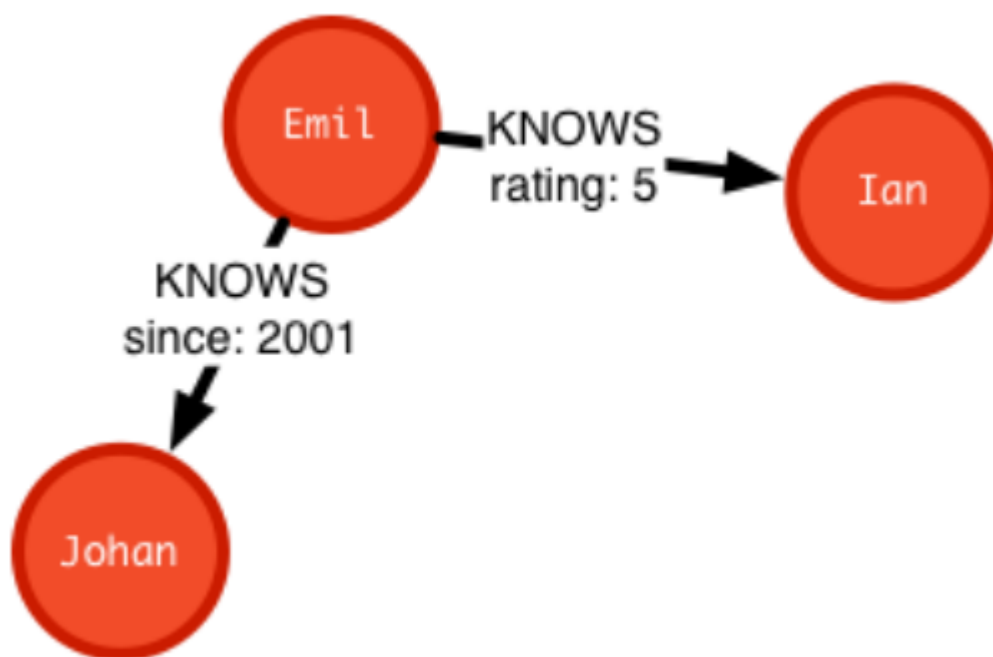 Emil
KNOWS
rating: 5
Ian
KNOWS
since: 2001
Johan